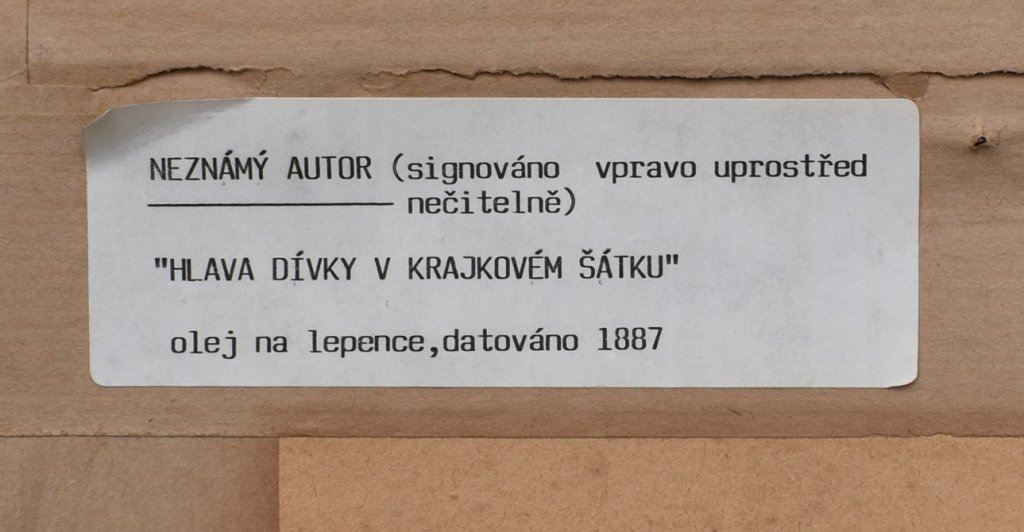 NEZNÁMÝ AUTOR (signováno vpravo uprostřed
nečitelně)
"HLAVA DÍVKY V KRAJKOVÉM ŠÁTKU"
olej na lepence,datováno 1887